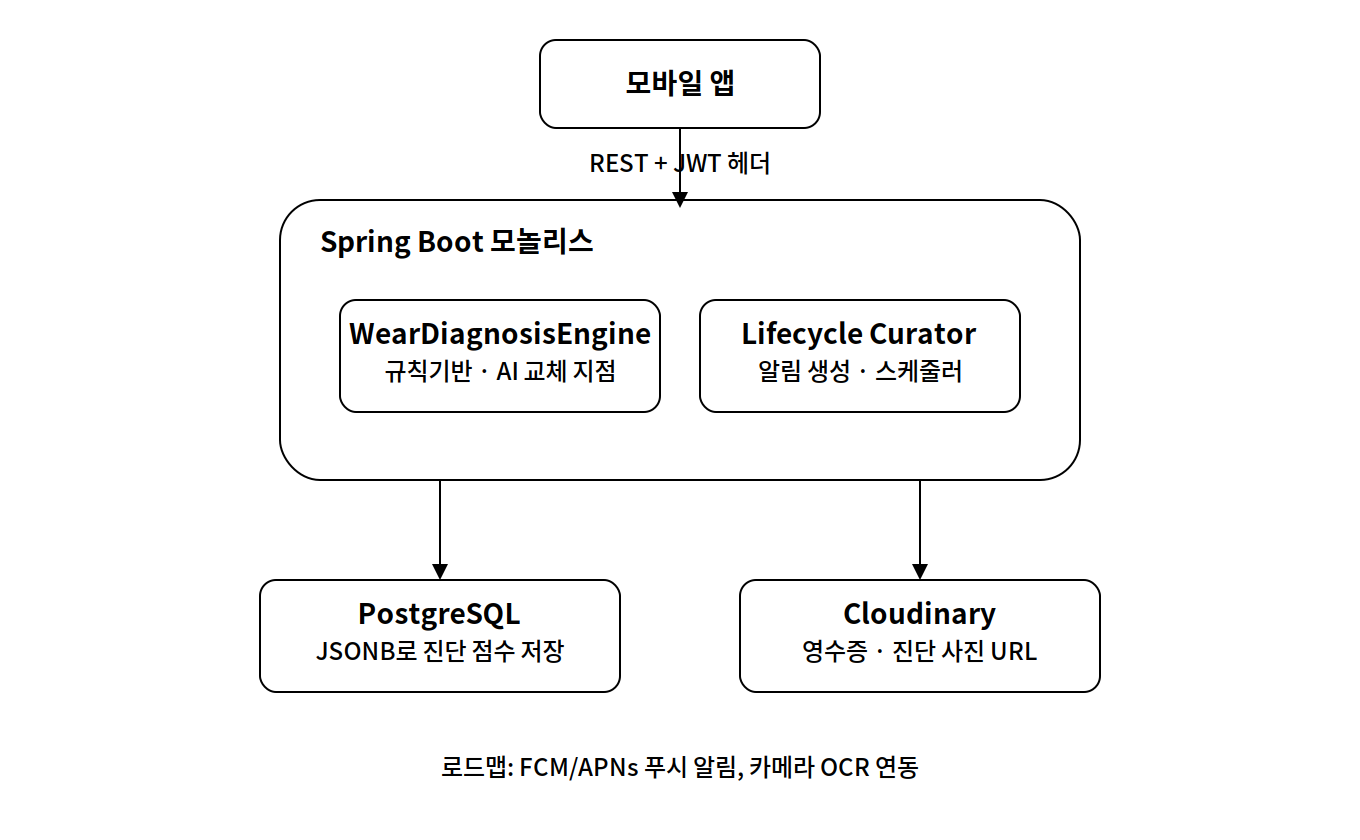 모바일 앱
REST + JWT 헤더
Spring Boot 모놀리스
WearDiagnosisEngine
규칙기반 · AI 교체 지점
Lifecycle Curator
알림 생성 · 스케줄러
PostgreSQL
JSONB로 진단 점수 저장
Cloudinary
영수증 · 진단 사진 URL
로드맵: FCM/APNs 푸시 알림, 카메라 OCR 연동